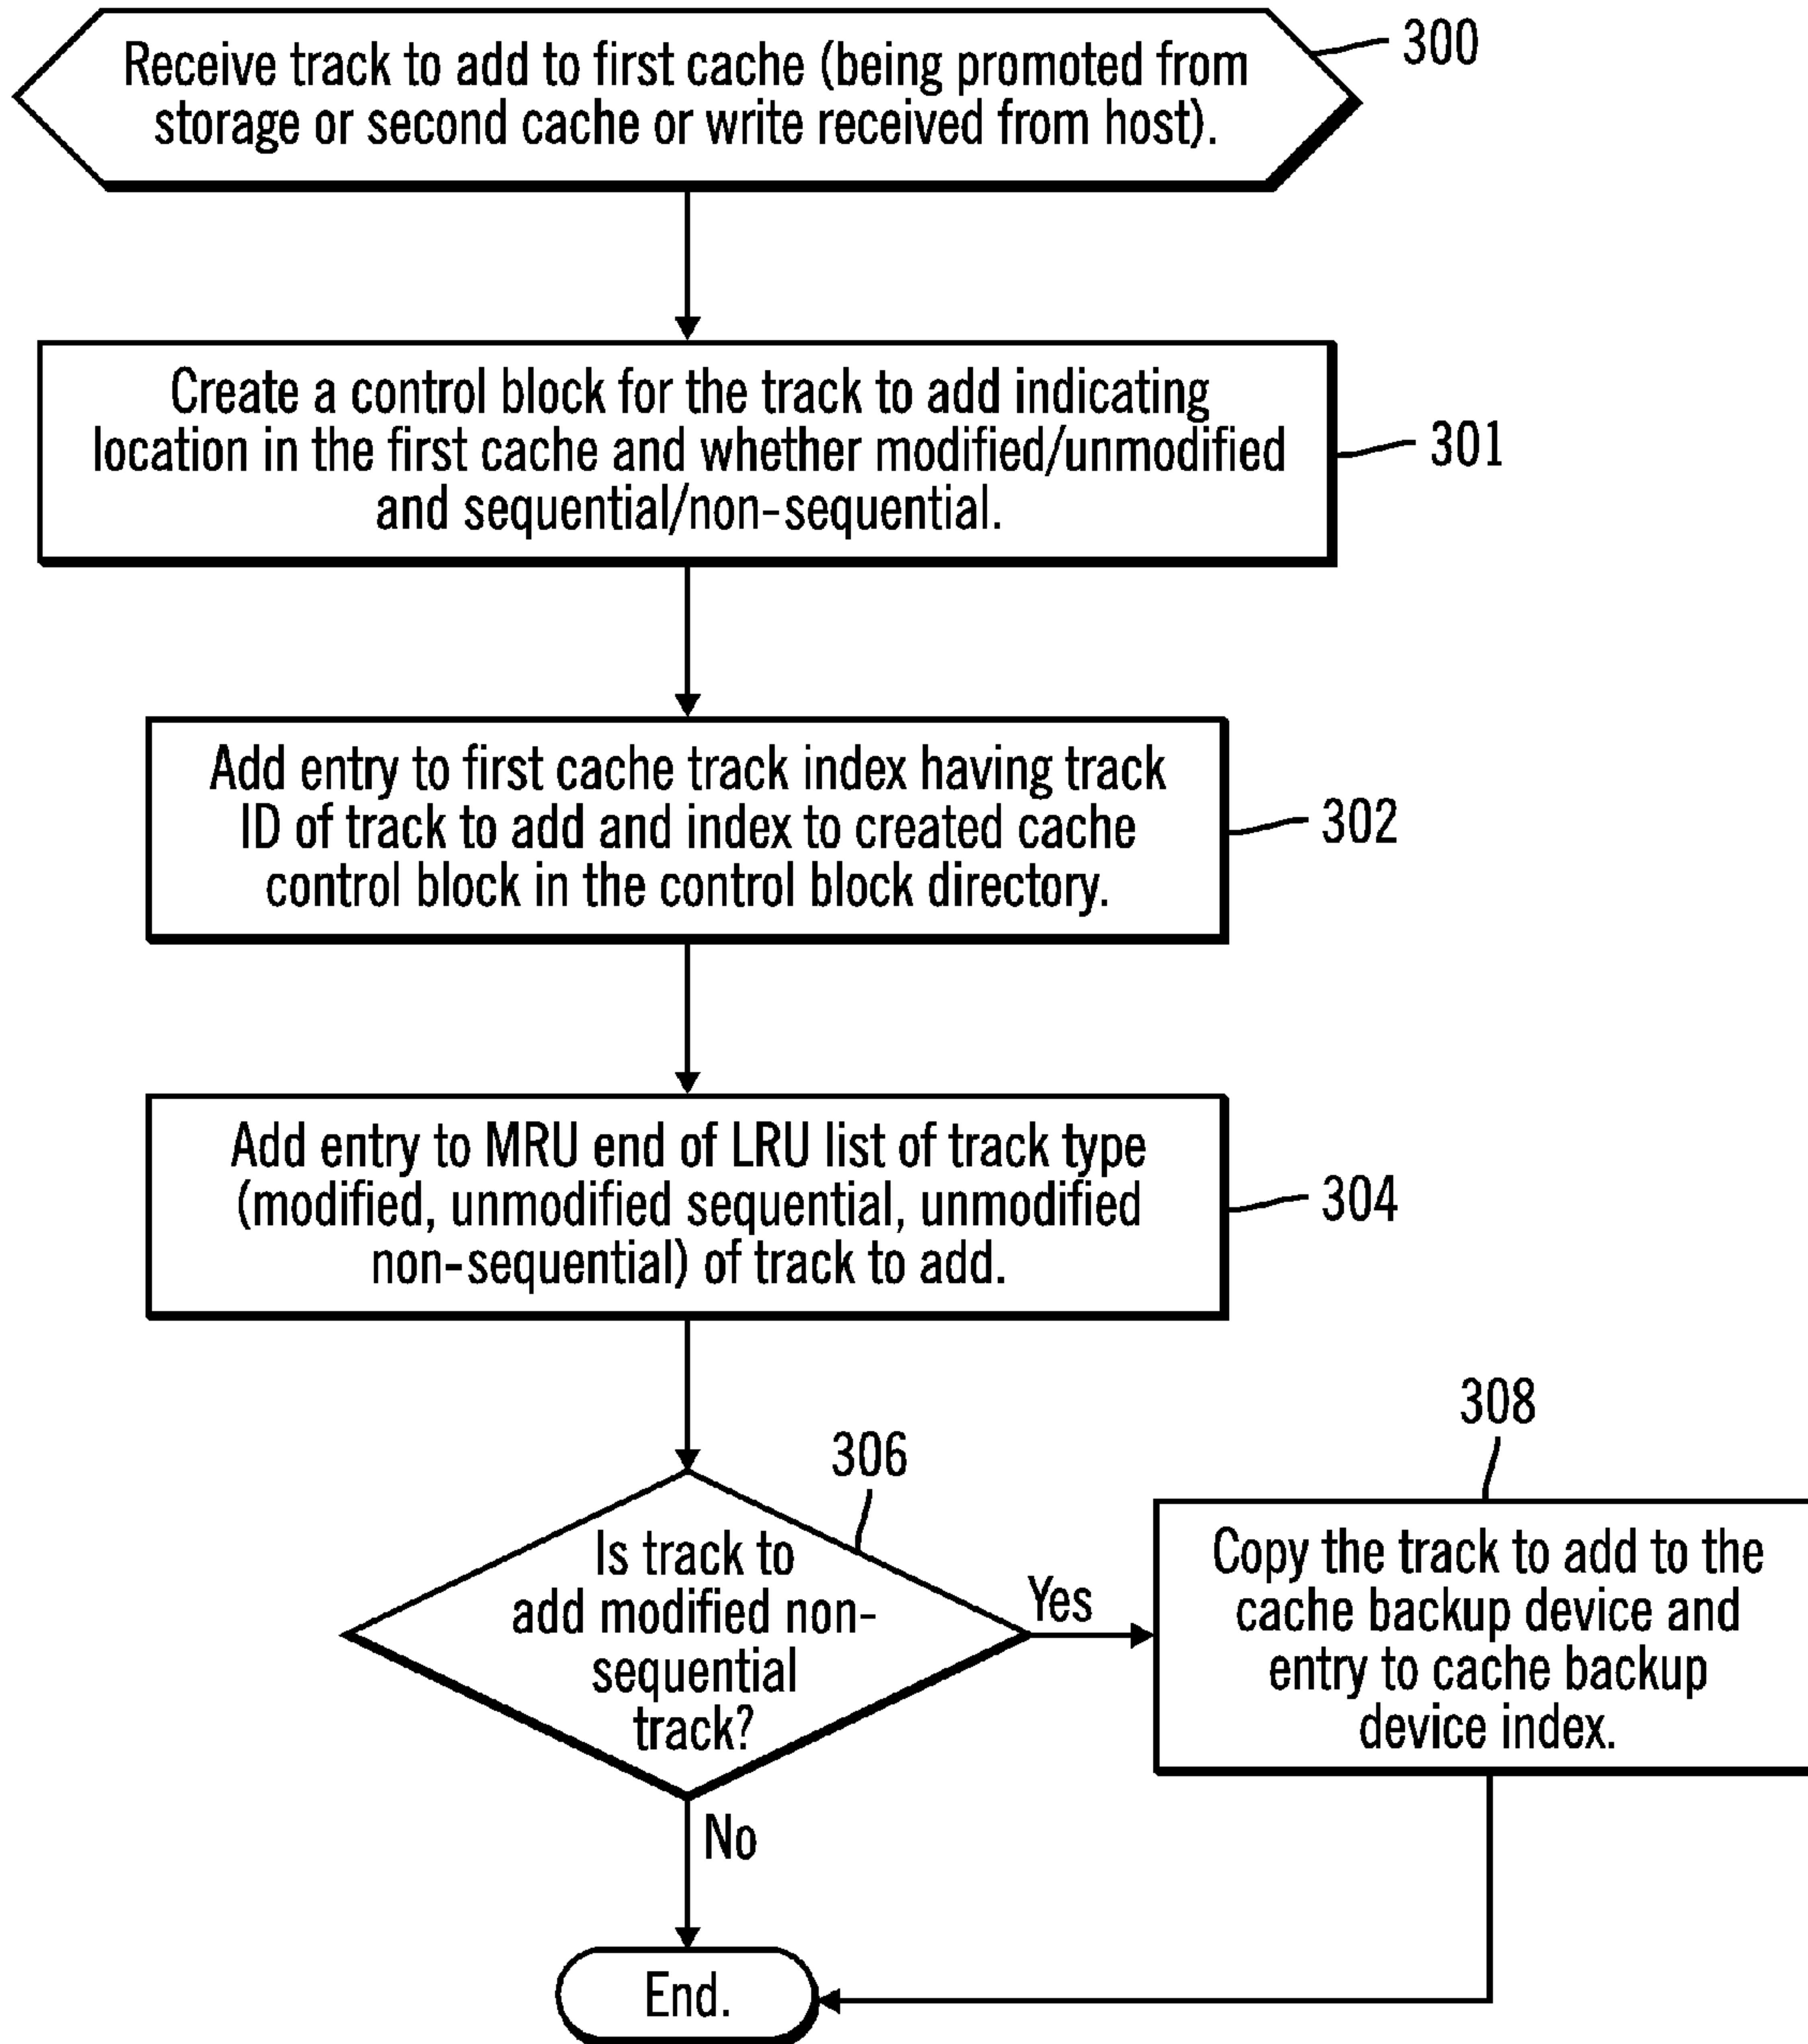 Receive track to add to first cache (being promoted from
storage or second cache or write received from host).
300
Create a control block for the track to add indicating
location in the first cache and whether modified/unmodified
and sequential/non-sequential.
301
Add entry to first cache track index having track
ID of track to add and index to created cache
control block in the control block directory.
302
Add entry to MRU end of LRU list of track type
(modified, unmodified sequential, unmodified
non-sequential) of track to add.
304
306
Is track to
add modified non-
sequential
track?
Yes
308
Copy the track to add to the
cache backup device and
entry to cache backup
device index.
No
End.